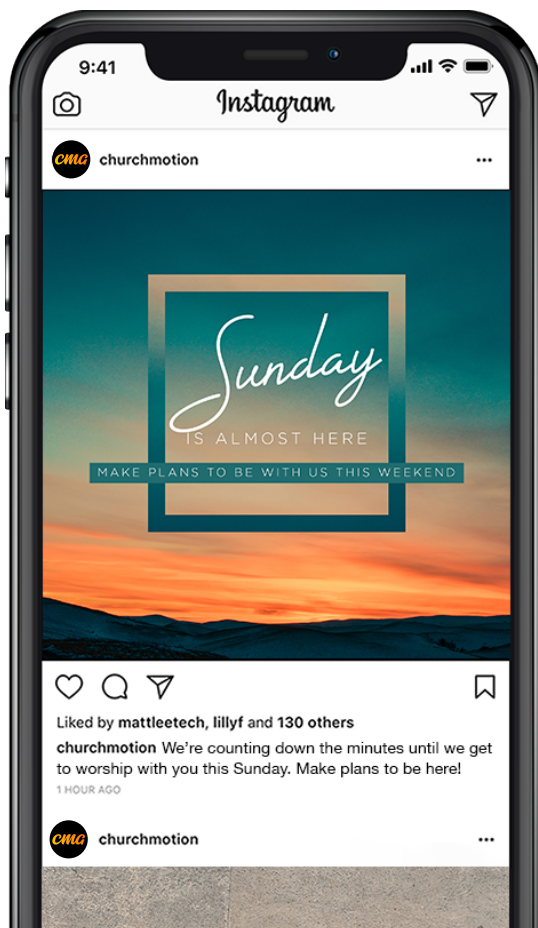 9:41
Instagram
CMG churchmotion
Sunday
IS ALMOST HERE
MAKE PLANS TO BE WITH US THIS WEEKEND
Liked by mattleetech, lillyf and 130 others
churchmotion We're counting down the minutes until we get
to worship with you this Sunday. Make plans to be here!
1 HOUR AGO
CMG churchmotion